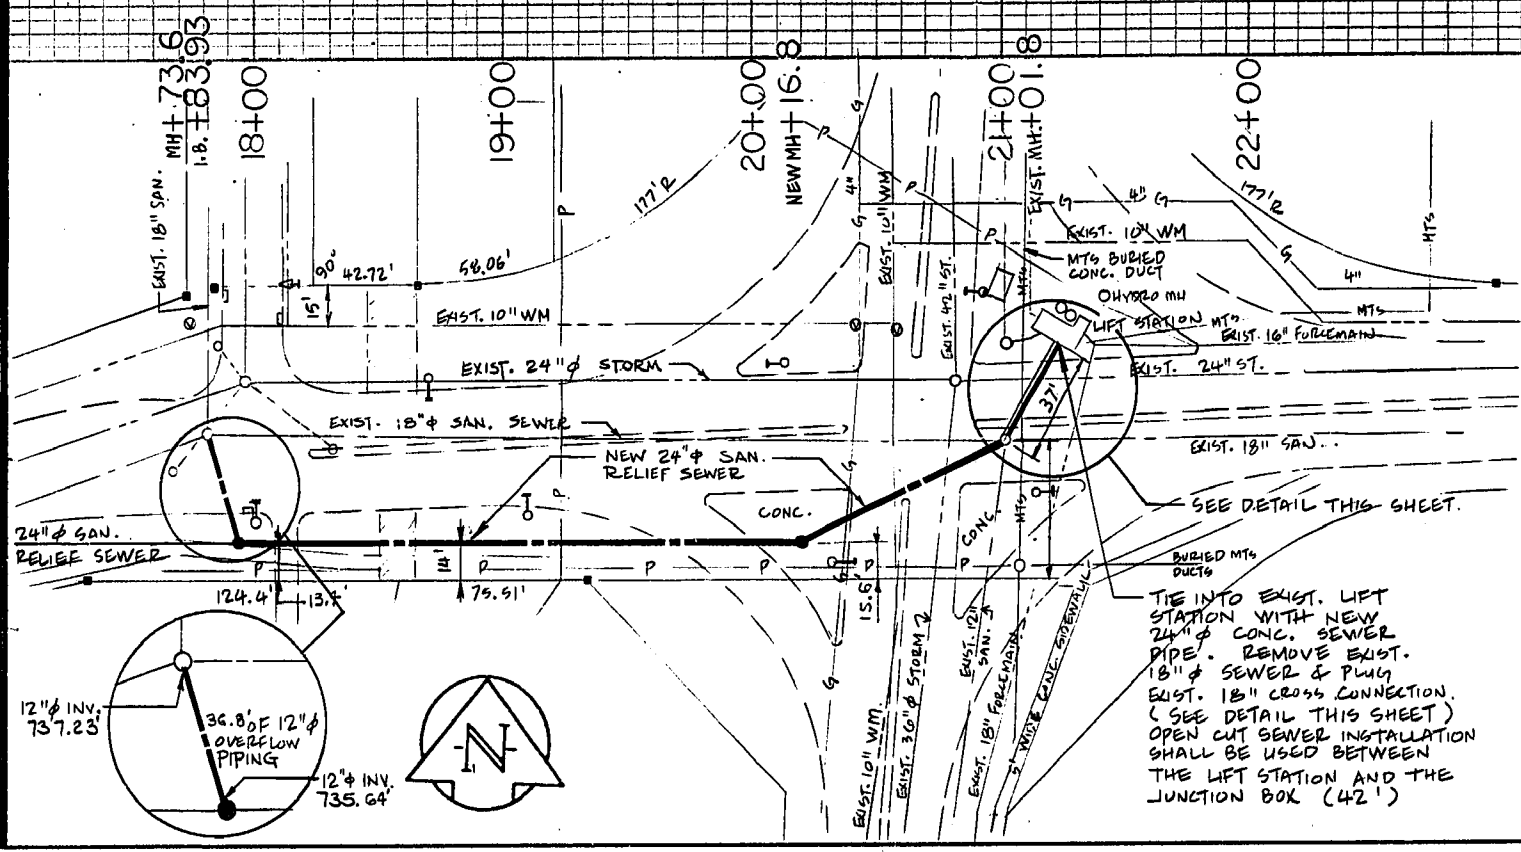 MH+73.6
I.B.+83.93
18+00
19+00
20+00
NEW MH+16.8
21+00
EXIST. MH.+01.8
22+00
EXIST. 18" SAN.
177'R
P
P
4"
G
G
EXIST. 10" WM
P
P
EXIST. 42" ST.
G
4" G
177'R
EXIST. 10" WM
MTS BURIED
CONC. DUCT
MTS
G
4"
MTS
MTS
HYDRO MH
LIFT STATION
MTS
EXIST. 16" FORCEMAIN
EXIST. 24" ST.
90°
42.72'
58.06'
15'
EXIST. 10" WM
EXIST. 24"φ STORM
37'
EXIST. 18"φ SAN. SEWER
EXIST. 18" SAN..
NEW 24"φ SAN.
RELIEF SEWER
G
P
CONC.
CONC.
MTS
SEE DETAIL THIS SHEET.
24"φ SAN.
RELIEF SEWER
P
14'
P
P
P
G
P
P
BURIED MTS
DUCTS
124.4'
13.4'
75.51'
15.6'
G
EXIST. 10" WM.
EXIST. 36"φ STORM
EXIST. 12"
SAN.
EXIST. 18" FORCEMAIN
5' WIDE CONC. SIDEWALK
TIE INTO EXIST. LIFT
STATION WITH NEW
24"φ CONC. SEWER
PIPE. REMOVE EXIST.
18"φ SEWER & PLUG
EXIST. 18" CROSS CONNECTION.
(SEE DETAIL THIS SHEET)
OPEN CUT SEWER INSTALLATION
SHALL BE USED BETWEEN
THE LIFT STATION AND THE
JUNCTION BOX (42')
12"φ INV.
737.23'
36.8' OF 12"φ
OVERFLOW
PIPING
12"φ INV.
735.64'
N